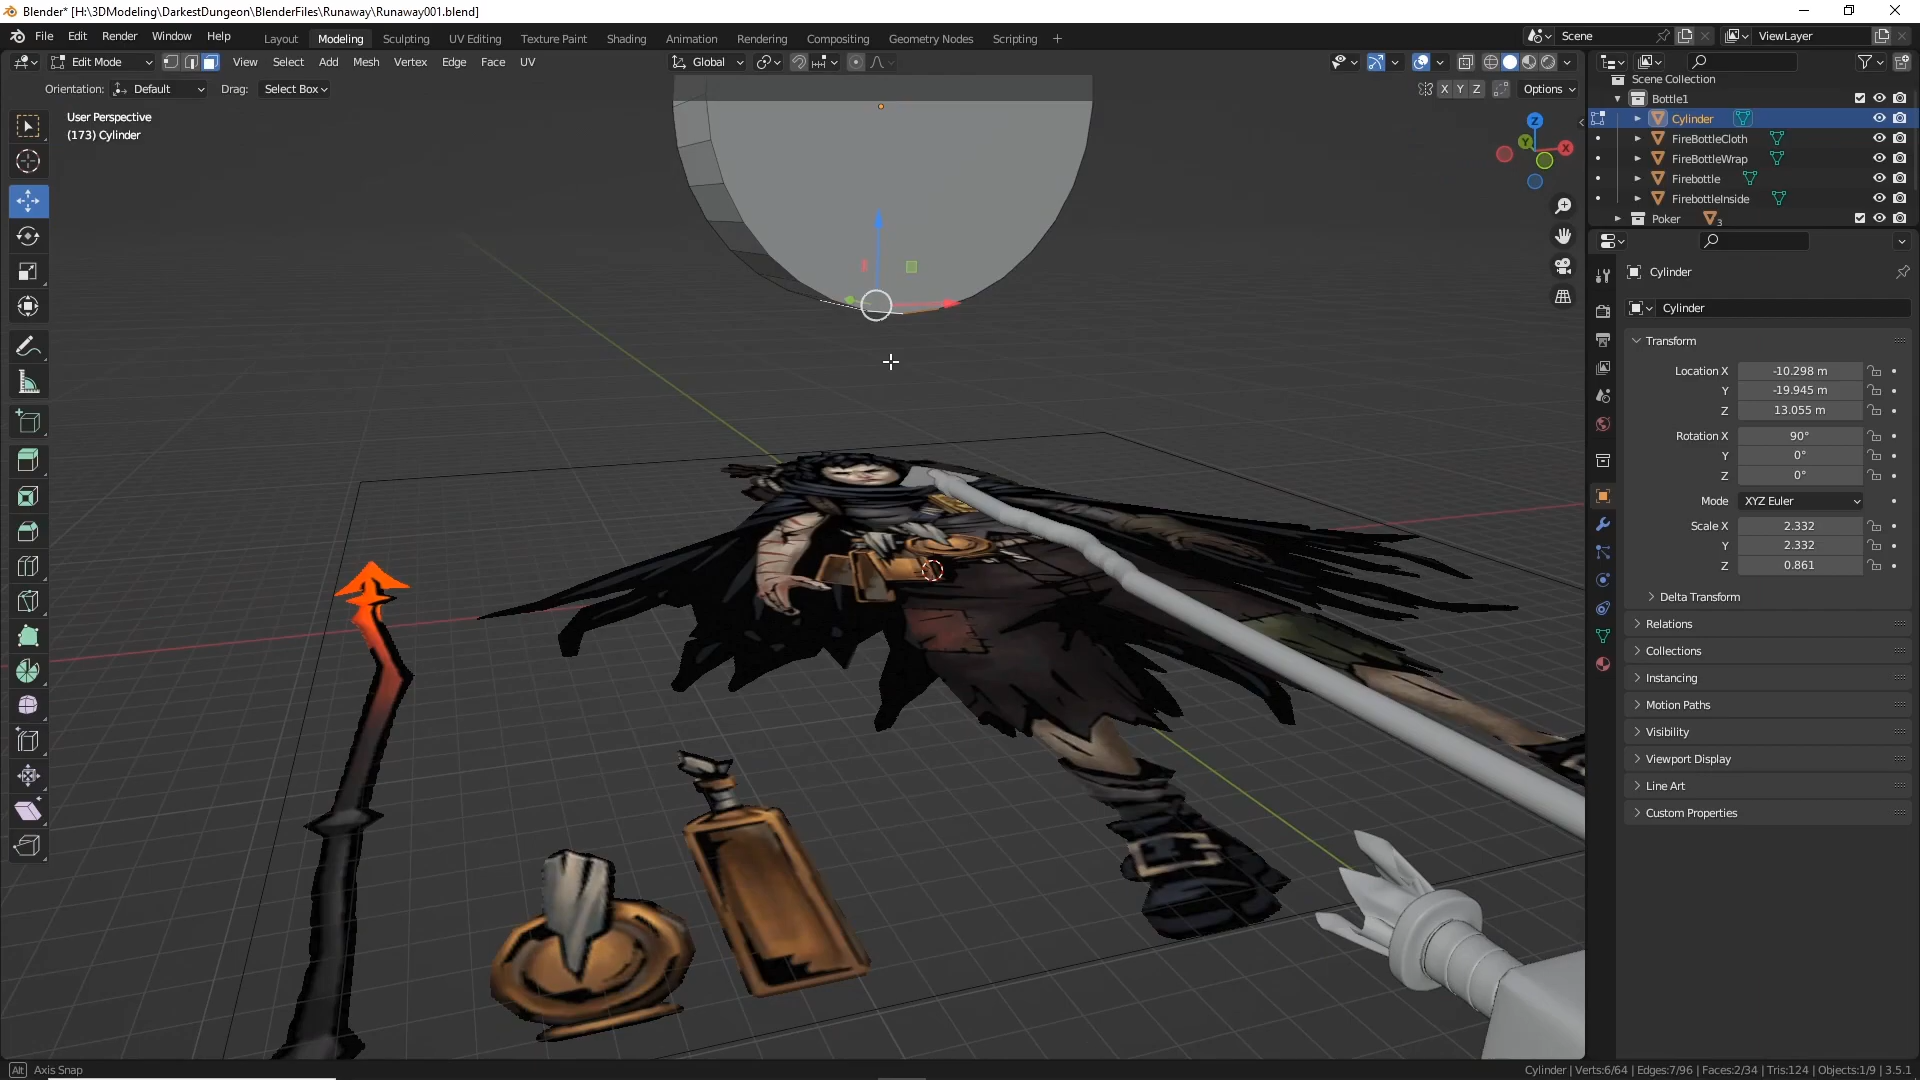 Blender* [H:\3DModeling\DarkestDungeon\BlenderFiles\Runaway\Runaway001.blend]
File Edit Render Window Help Layout Modeling Sculpting UV Editing Texture Paint Shading Animation Rendering Compositing Geometry Nodes Scripting + Scene ViewLayer
Edit Mode View Select Add Mesh Vertex Edge Face UV Global
Orientation: Default Drag: Select Box X Y Z Options
User Perspective
(173) Cylinder
Z
Y
X
Scene Collection
Bottle1
Cylinder
FireBottleCloth
FireBottleWrap
Firebottle
FirebottleInside
Poker 3
Cylinder
Cylinder
Transform
Location X -10.298 m
Y -19.945 m
Z 13.055 m
Rotation X 90°
Y 0°
Z 0°
Mode XYZ Euler
Scale X 2.332
Y 2.332
Z 0.861
Delta Transform
Relations
Collections
Instancing
Motion Paths
Visibility
Viewport Display
Line Art
Custom Properties
Alt Axis Snap
Cylinder | Verts:6/64 | Edges:7/96 | Faces:2/34 | Tris:124 | Objects:1/9 | 3.5.1